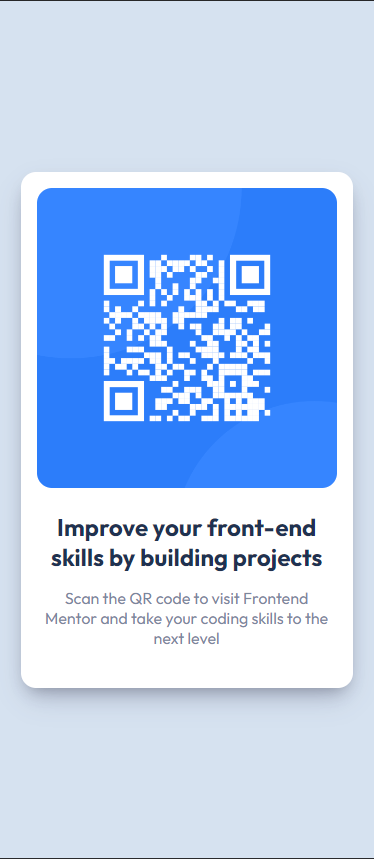 Improve your front-end
skills by building projects
Scan the QR code to visit Frontend
Mentor and take your coding skills to the
next level